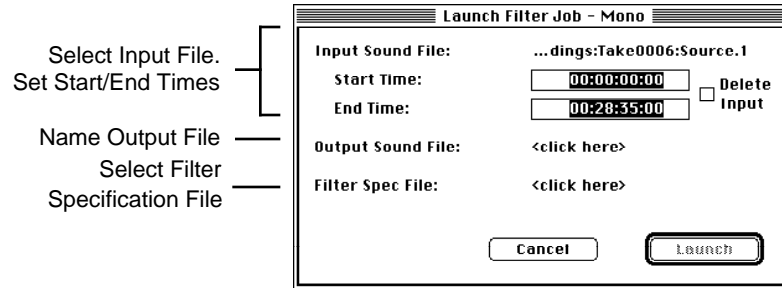 Launch Filter Job - Mono
Select Input File.
Set Start/End Times
Input Sound File: ...dings:Take0006:Source.1
Start Time: 00:00:00:00
End Time: 00:28:35:00
Delete
Input
Name Output File
Output Sound File: <click here>
Select Filter
Specification File
Filter Spec File: <click here>
Cancel
Launch